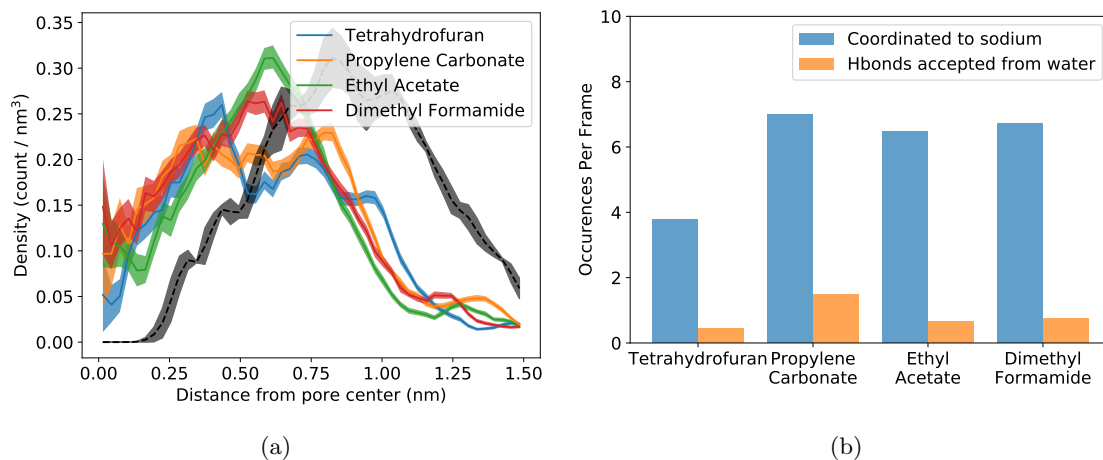 0.35
0.30
0.25
0.20
0.15
0.10
0.05
0.00
Density (count / nm³)
0.00 0.25 0.50 0.75 1.00 1.25 1.50
Distance from pore center (nm)
Tetrahydrofuran
Propylene Carbonate
Ethyl Acetate
Dimethyl Formamide
(a)
10
8
6
4
2
0
Occurences Per Frame
Coordinated to sodium
Hbonds accepted from water
Tetrahydrofuran Propylene Ethyl Dimethyl
Carbonate Acetate Formamide
(b)